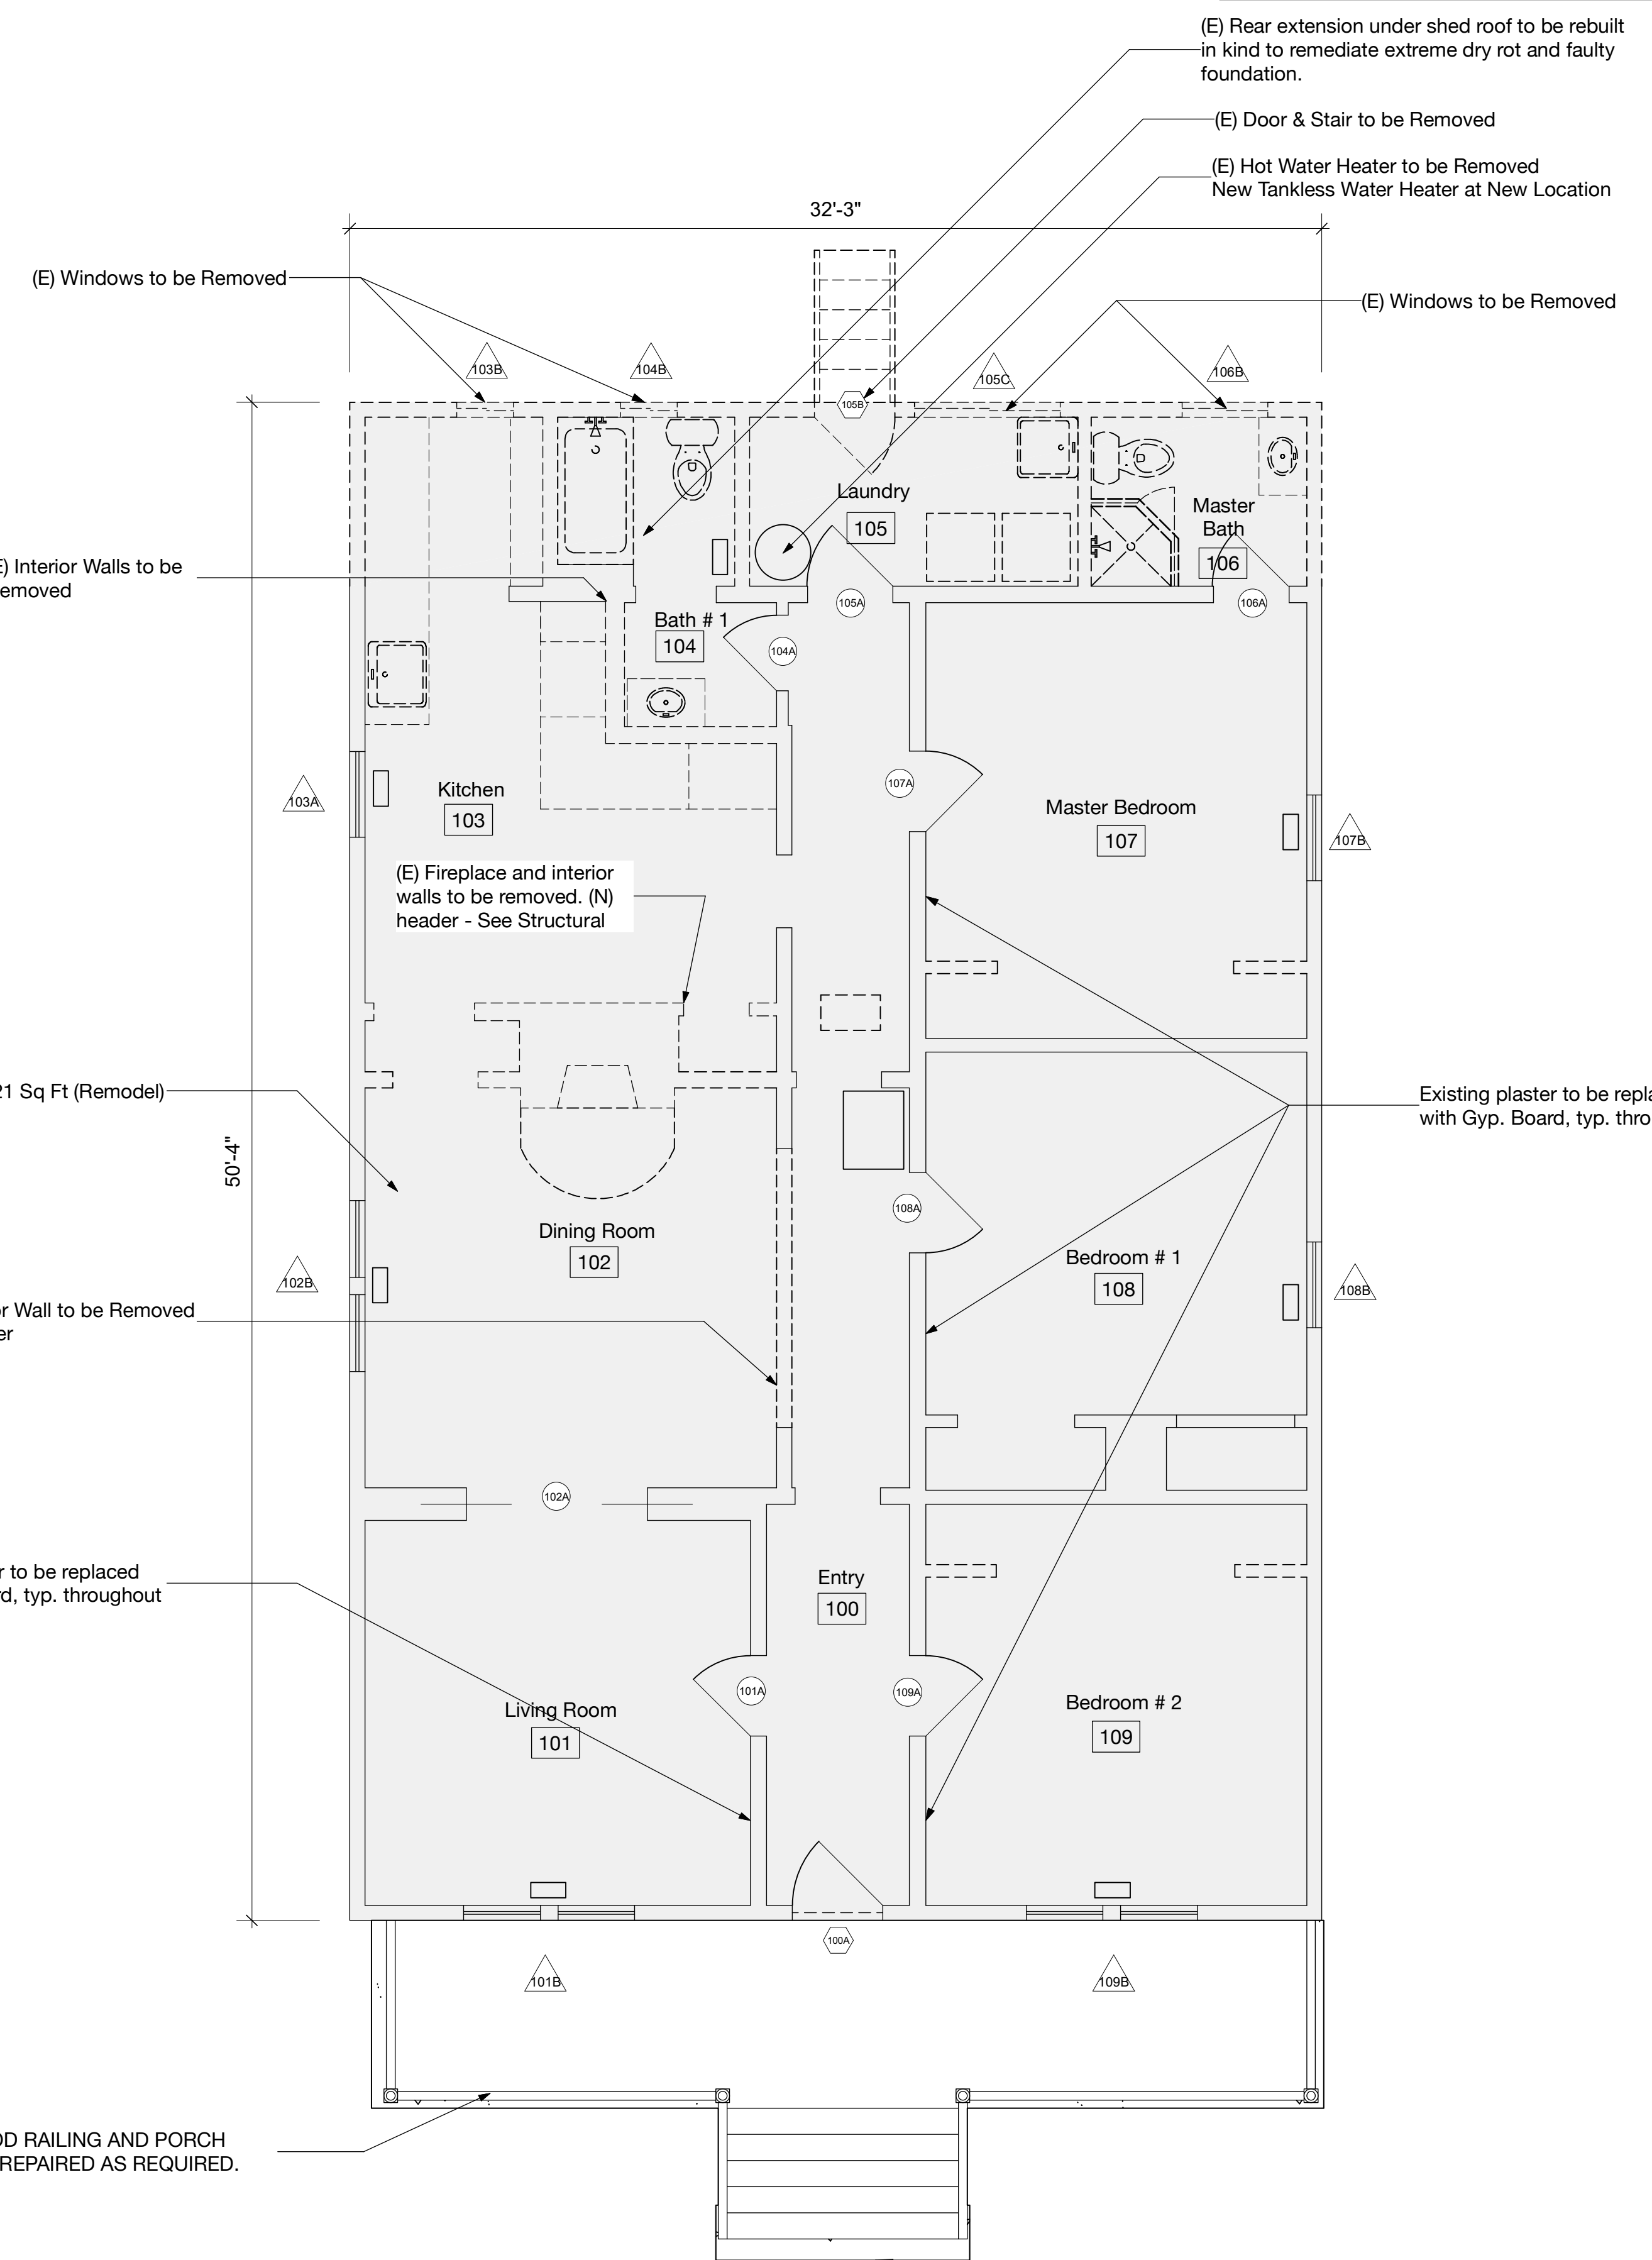 (E) Rear extension under shed roof to be rebuilt
in kind to remediate extreme dry rot and faulty
foundation.
(E) Door & Stair to be Removed
(E) Hot Water Heater to be Removed
New Tankless Water Heater at New Location
32'-3"
(E) Windows to be Removed
(E) Windows to be Removed
103B
104B
105B
105C
106B
Laundry
105
Master
Bath
106
E) Interior Walls to be
emoved
105A
106A
Bath # 1
104
104A
107A
Kitchen
103
103A
Master Bedroom
107
107B
(E) Fireplace and interior
walls to be removed. (N)
header - See Structural
21 Sq Ft (Remodel)
Existing plaster to be repla
with Gyp. Board, typ. thro
50'-4"
108A
Dining Room
102
102B
Bedroom # 1
108
108B
r Wall to be Removed
er
102A
r to be replaced
rd, typ. throughout
Entry
100
101A
109A
Living Room
101
Bedroom # 2
109
100A
101B
109B
OD RAILING AND PORCH
REPAIRED AS REQUIRED.